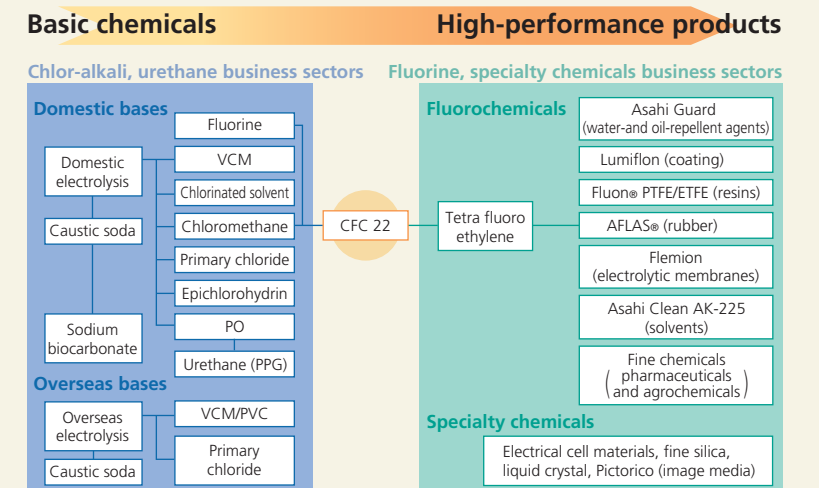 Basic chemicals
High-performance products
Chlor-alkali, urethane business sectors
Fluorine, specialty chemicals business sectors
Domestic bases
Fluorine
Domestic
electrolysis
VCM
Chlorinated solvent
Caustic soda
Chloromethane
Primary chloride
Epichlorohydrin
Sodium
biocarbonate
PO
Urethane (PPG)
Overseas bases
Overseas
electrolysis
VCM/PVC
Caustic soda
Primary
chloride
CFC 22
Fluorochemicals
Tetra fluoro
ethylene
Asahi Guard
(water-and oil-repellent agents)
Lumiflon (coating)
Fluon® PTFE/ETFE (resins)
AFLAS® (rubber)
Flemion
(electrolytic membranes)
Asahi Clean AK-225
(solvents)
Fine chemicals
(pharmaceuticals
and agrochemicals)
Specialty chemicals
Electrical cell materials, fine silica,
liquid crystal, Pictorico (image media)